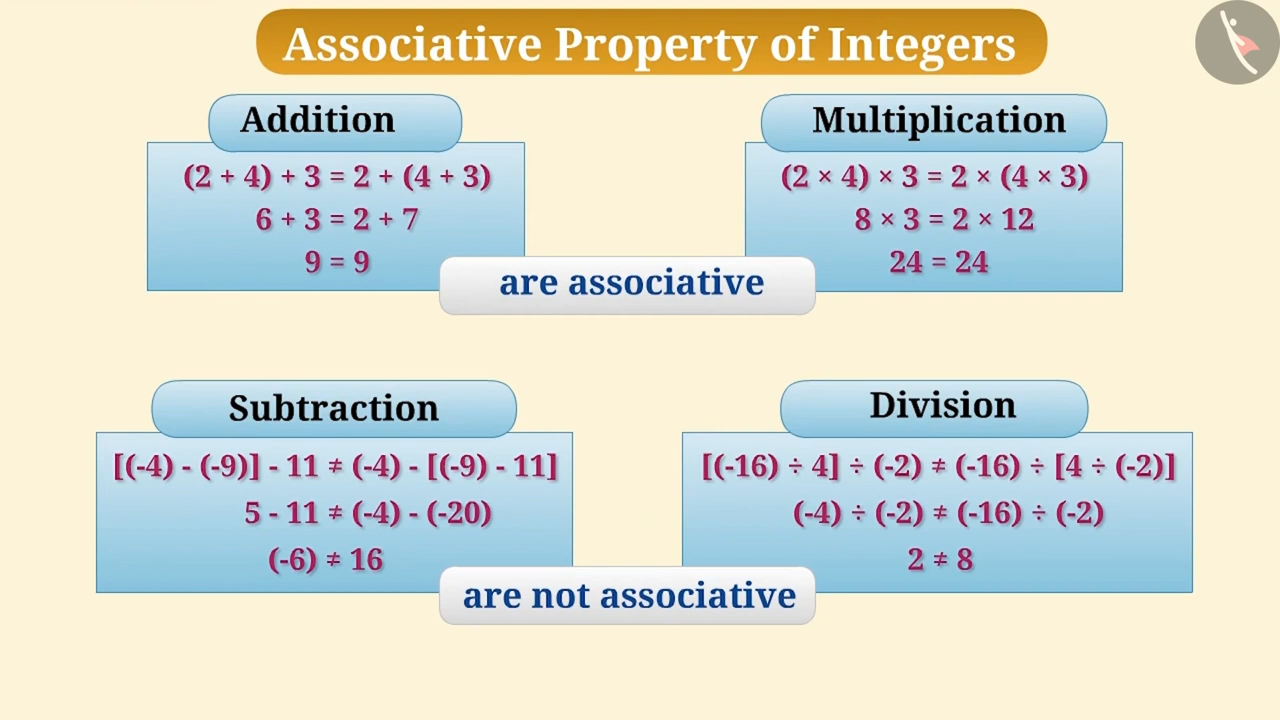 Associative Property of Integers
Addition
(2 + 4) + 3 = 2 + (4 + 3)
6 + 3 = 2 + 7
9 = 9
Multiplication
(2 × 4) × 3 = 2 × (4 × 3)
8 × 3 = 2 × 12
24 = 24
are associative
Subtraction
[(-4) - (-9)] - 11 ≠ (-4) - [(-9) - 11]
5 - 11 ≠ (-4) - (-20)
(-6) ≠ 16
Division
[(-16) ÷ 4] ÷ (-2) ≠ (-16) ÷ [4 ÷ (-2)]
(-4) ÷ (-2) ≠ (-16) ÷ (-2)
2 ≠ 8
are not associative